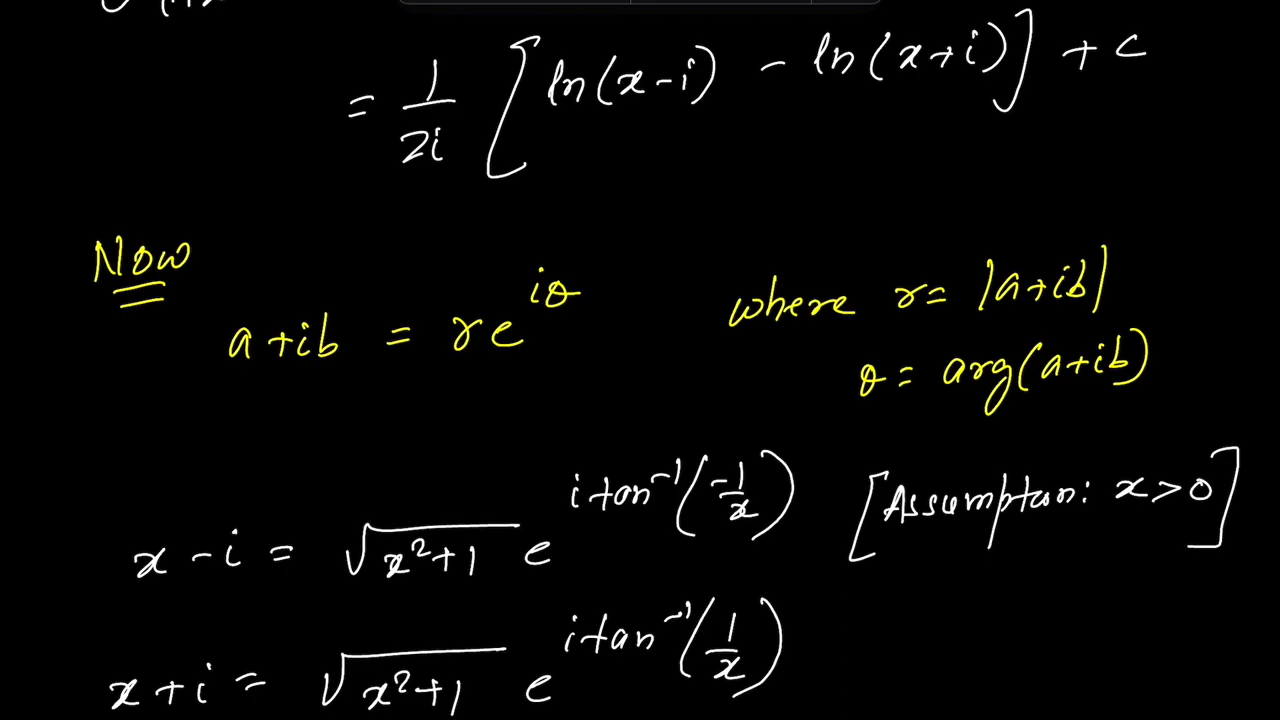 = 1/2i [ln(x-i) - ln(x+i)] + c
Now
a+ib = re^{iθ} where r = |a+ib|
θ = arg(a+ib)
x-i = √(x²+1) e^{i tan⁻¹(-1/x)} [Assumpton: x>0]
x+i = √(x²+1) e^{i tan⁻¹(1/x)}